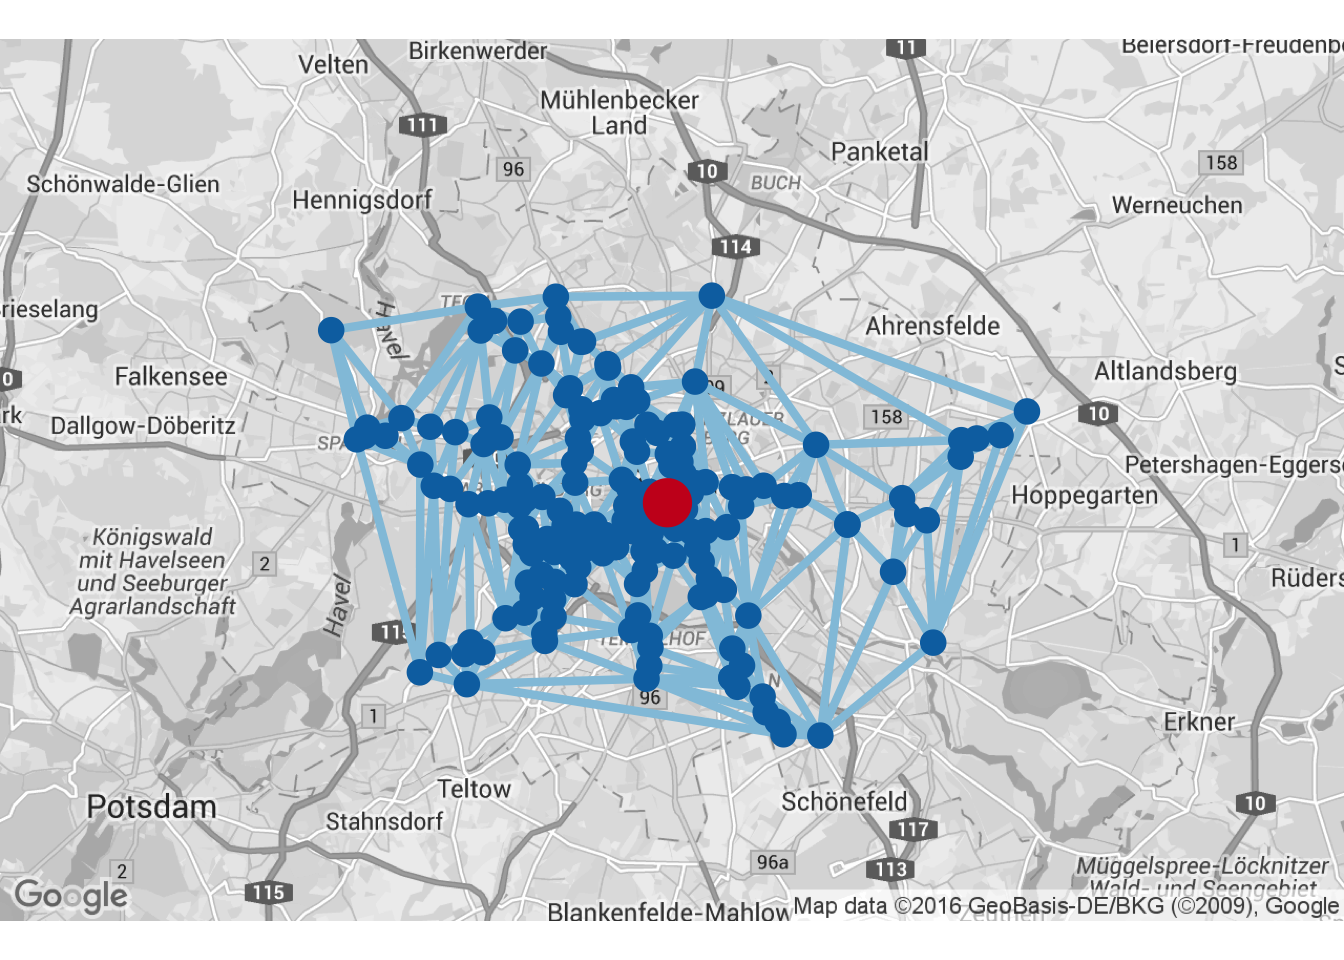 Birkenwerder
11
Beiersdorf-Freudenb
Velten
Mühlenbecker
Land
111
96
Panketal
158
10
BUCH
Schönwalde-Glien
Hennigsdorf
Werneuchen
114
rieselang
Havel
Ahrensfelde
Falkensee
Altlandsberg
0
rk
158
10
Dallgow-Döberitz
Petershagen-Eggers
Hoppegarten
Königswald
mit Havelseen
und Seeburger
Agrarlandschaft
2
1
Rüders
Havel
96
1
Erkner
Teltow
Potsdam
Schönefeld
10
Stahnsdorf
117
2
96a
113
Müggelspree-Löcknitzer
Wald- und Seengebiet
115
Google
Blankenfelde-Mahlow
Map data ©2016 GeoBasis-DE/BKG (©2009), Google